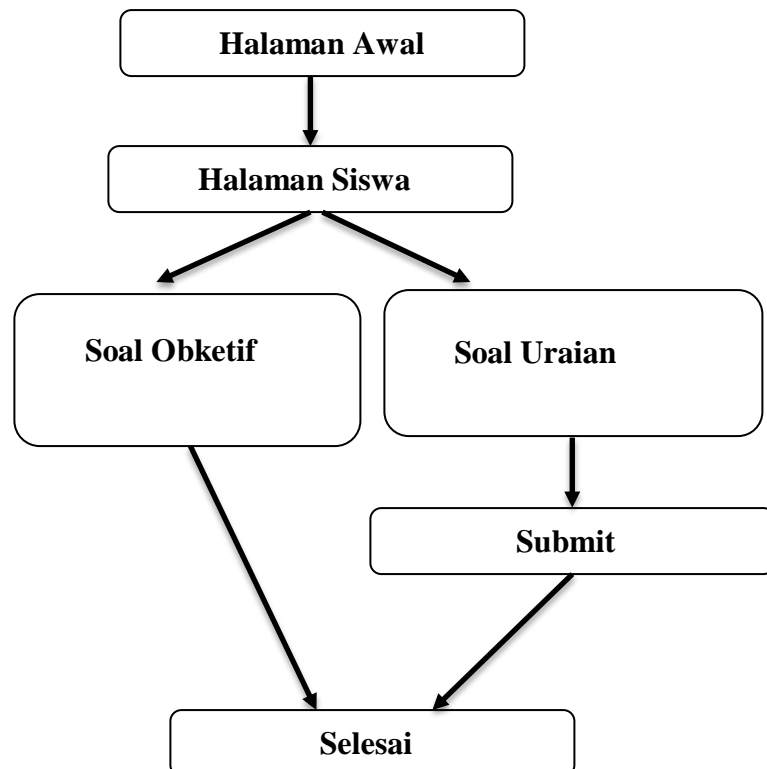 Halaman Awal
Halaman Siswa
Soal Obketif
Soal Uraian
Submit
Selesai